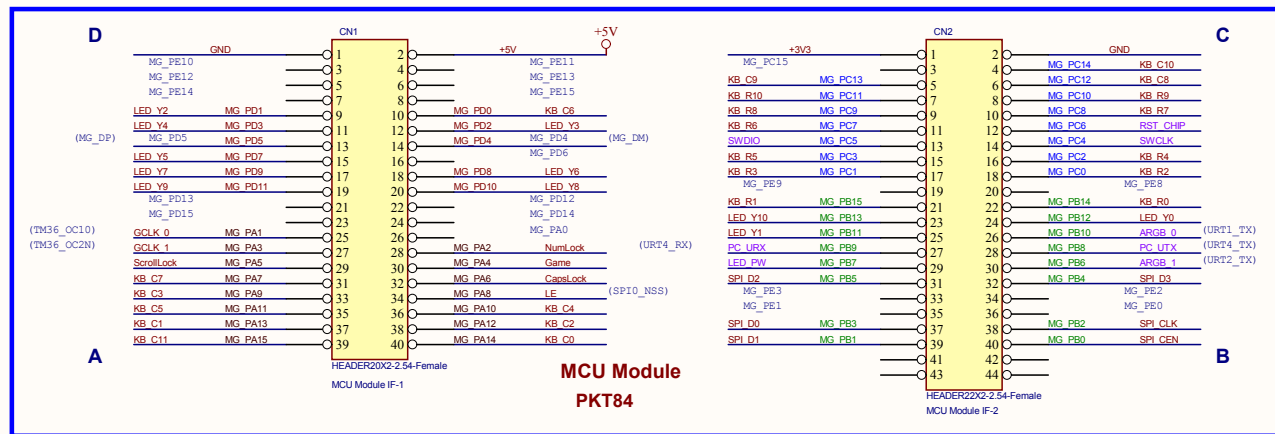 D CN1 +5V CN2 C
GND 1 2 +5V +3V3 1 2 GND
MG_PE10 MG_PE11 MG_PC15
3 4 3 4 MG_PC14 KB_C10
MG_PE12 MG_PE13
5 6 KB_C9 MG_PC13 5 6 MG_PC12 KB_C8
MG_PE14 MG_PE15
7 8 KB_R10 MG_PC11 7 8 MG_PC10 KB_R9
LED_Y2 MG_PD1 9 10 MG_PD0 KB_C6 KB_R8 MG_PC9 9 10 MG_PC8 KB_R7
LED_Y4 MG_PD3 11 12 MG_PD2 LED_Y3 KB_R6 MG_PC7 11 12 MG_PC6 RST_CHIP
(MG_DP) MG_PD5 MG_PD5 13 14 MG_PD4 MG_PD4 (MG_DM) SWDIO MG_PC5 13 14 MG_PC4 SWCLK
MG_PD6
LED_Y5 MG_PD7 15 16 KB_R5 MG_PC3 15 16 MG_PC2 KB_R4
LED_Y7 MG_PD9 17 18 MG_PD8 LED_Y6 KB_R3 MG_PC1 17 18 MG_PC0 KB_R2
MG_PE9 MG_PE8
LED_Y9 MG_PD11 19 20 MG_PD10 LED_Y8 19 20
MG_PD13 MG_PD12
21 22 KB_R1 MG_PB15 21 22 MG_PB14 KB_R0
MG_PD15 MG_PD14
23 24 LED_Y10 MG_PB13 23 24 MG_PB12 LED_Y0
(TM36_OC10) MG_PA0 (URT1_TX)
GCLK_0 MG_PA1 25 26 LED_Y1 MG_PB11 25 26 MG_PB10 ARGB_0
(TM36_OC2N) (URT4_RX) (URT4_TX)
GCLK_1 MG_PA3 27 28 MG_PA2 NumLock PC_URX MG_PB9 27 28 MG_PB8 PC_UTX
(URT2_TX)
ScrollLock MG_PA5 29 30 MG_PA4 Game LED_PW MG_PB7 29 30 MG_PB6 ARGB_1
KB_C7 MG_PA7 31 32 MG_PA6 CapsLock SPI_D2 MG_PB5 31 32 MG_PB4 SPI_D3
(SPI0_NSS) MG_PE3 MG_PE2
KB_C3 MG_PA9 33 34 MG_PA8 LE 33 34
MG_PE1 MG_PE0
KB_C5 MG_PA11 35 36 MG_PA10 KB_C4 35 36
KB_C1 MG_PA13 37 38 MG_PA12 KB_C2 SPI_D0 MG_PB3 37 38 MG_PB2 SPI_CLK
KB_C11 MG_PA15 39 40 MG_PA14 KB_C0 SPI_D1 MG_PB1 39 40 MG_PB0 SPI_CEN
A 41 42 B
HEADER20X2-2.54-Female
MCU Module 43 44
MCU Module IF-1
HEADER22X2-2.54-Female
PKT84
MCU Module IF-2